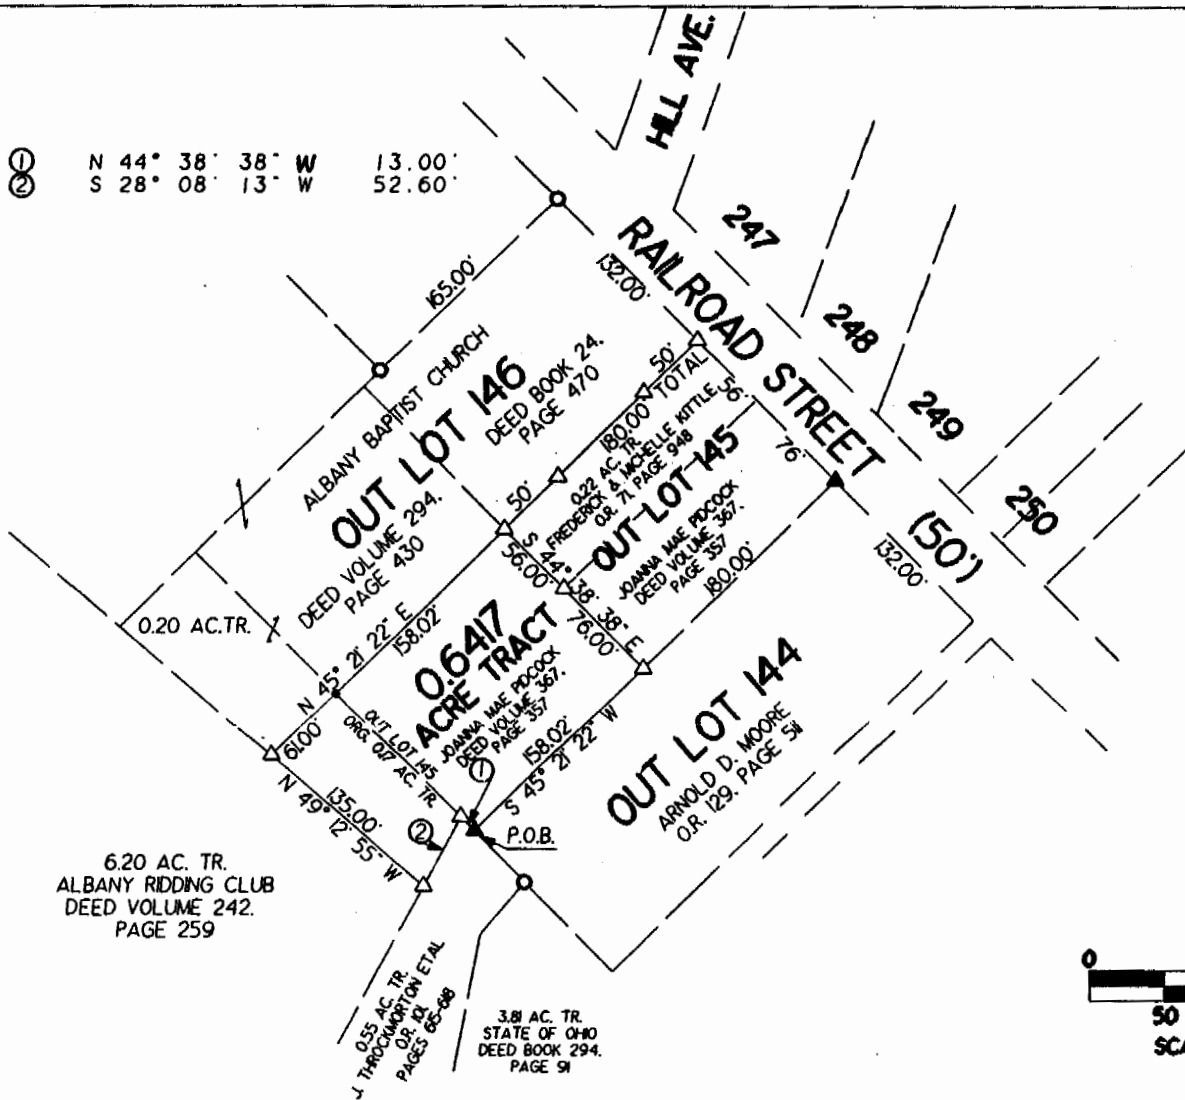 HILL AVE.
① N 44° 38' 38" W 13.00'
② S 28° 08' 13" W 52.60'
247
RAILROAD STREET
(50')
132.00'
165.00'
248
249
250
ALBANY BAPTIST CHURCH
OUT LOT 146
DEED BOOK 24,
PAGE 470
DEED VOLUME 294,
PAGE 430
50'
180.00' TOTAL
50'
56'
76'
0.22 AC. TR.
FREDERICK & MICHELLE KITTLE
O.R. 71, PAGE 948
OUT LOT 145
JOANNA MAE PIDCOCK
DEED VOLUME 367,
PAGE 357
180.00'
132.00'
S 44° 38' 38" E
56.00'
76.00'
0.20 AC.TR.
N 45° 21' 22" E
158.02'
61.00'
0.6417
ACRE TRACT
JOANNA MAE PIDCOCK
DEED VOLUME 367,
PAGE 357
OUT LOT 145
ORG. 0.17 AC. TR.
158.02'
S 45° 21' 22" W
①
②
P.O.B.
135.00'
N 49° 12' 55" W
OUT LOT 144
ARNOLD D. MOORE
O.R. 129, PAGE 511
6.20 AC. TR.
ALBANY RIDDING CLUB
DEED VOLUME 242,
PAGE 259
0.55 AC. TR.
J. THROCKMORTON ETAL
O.R. 101,
PAGES 615-618
3.81 AC. TR.
STATE OF OHIO
DEED BOOK 294,
PAGE 91
0
50
SCA